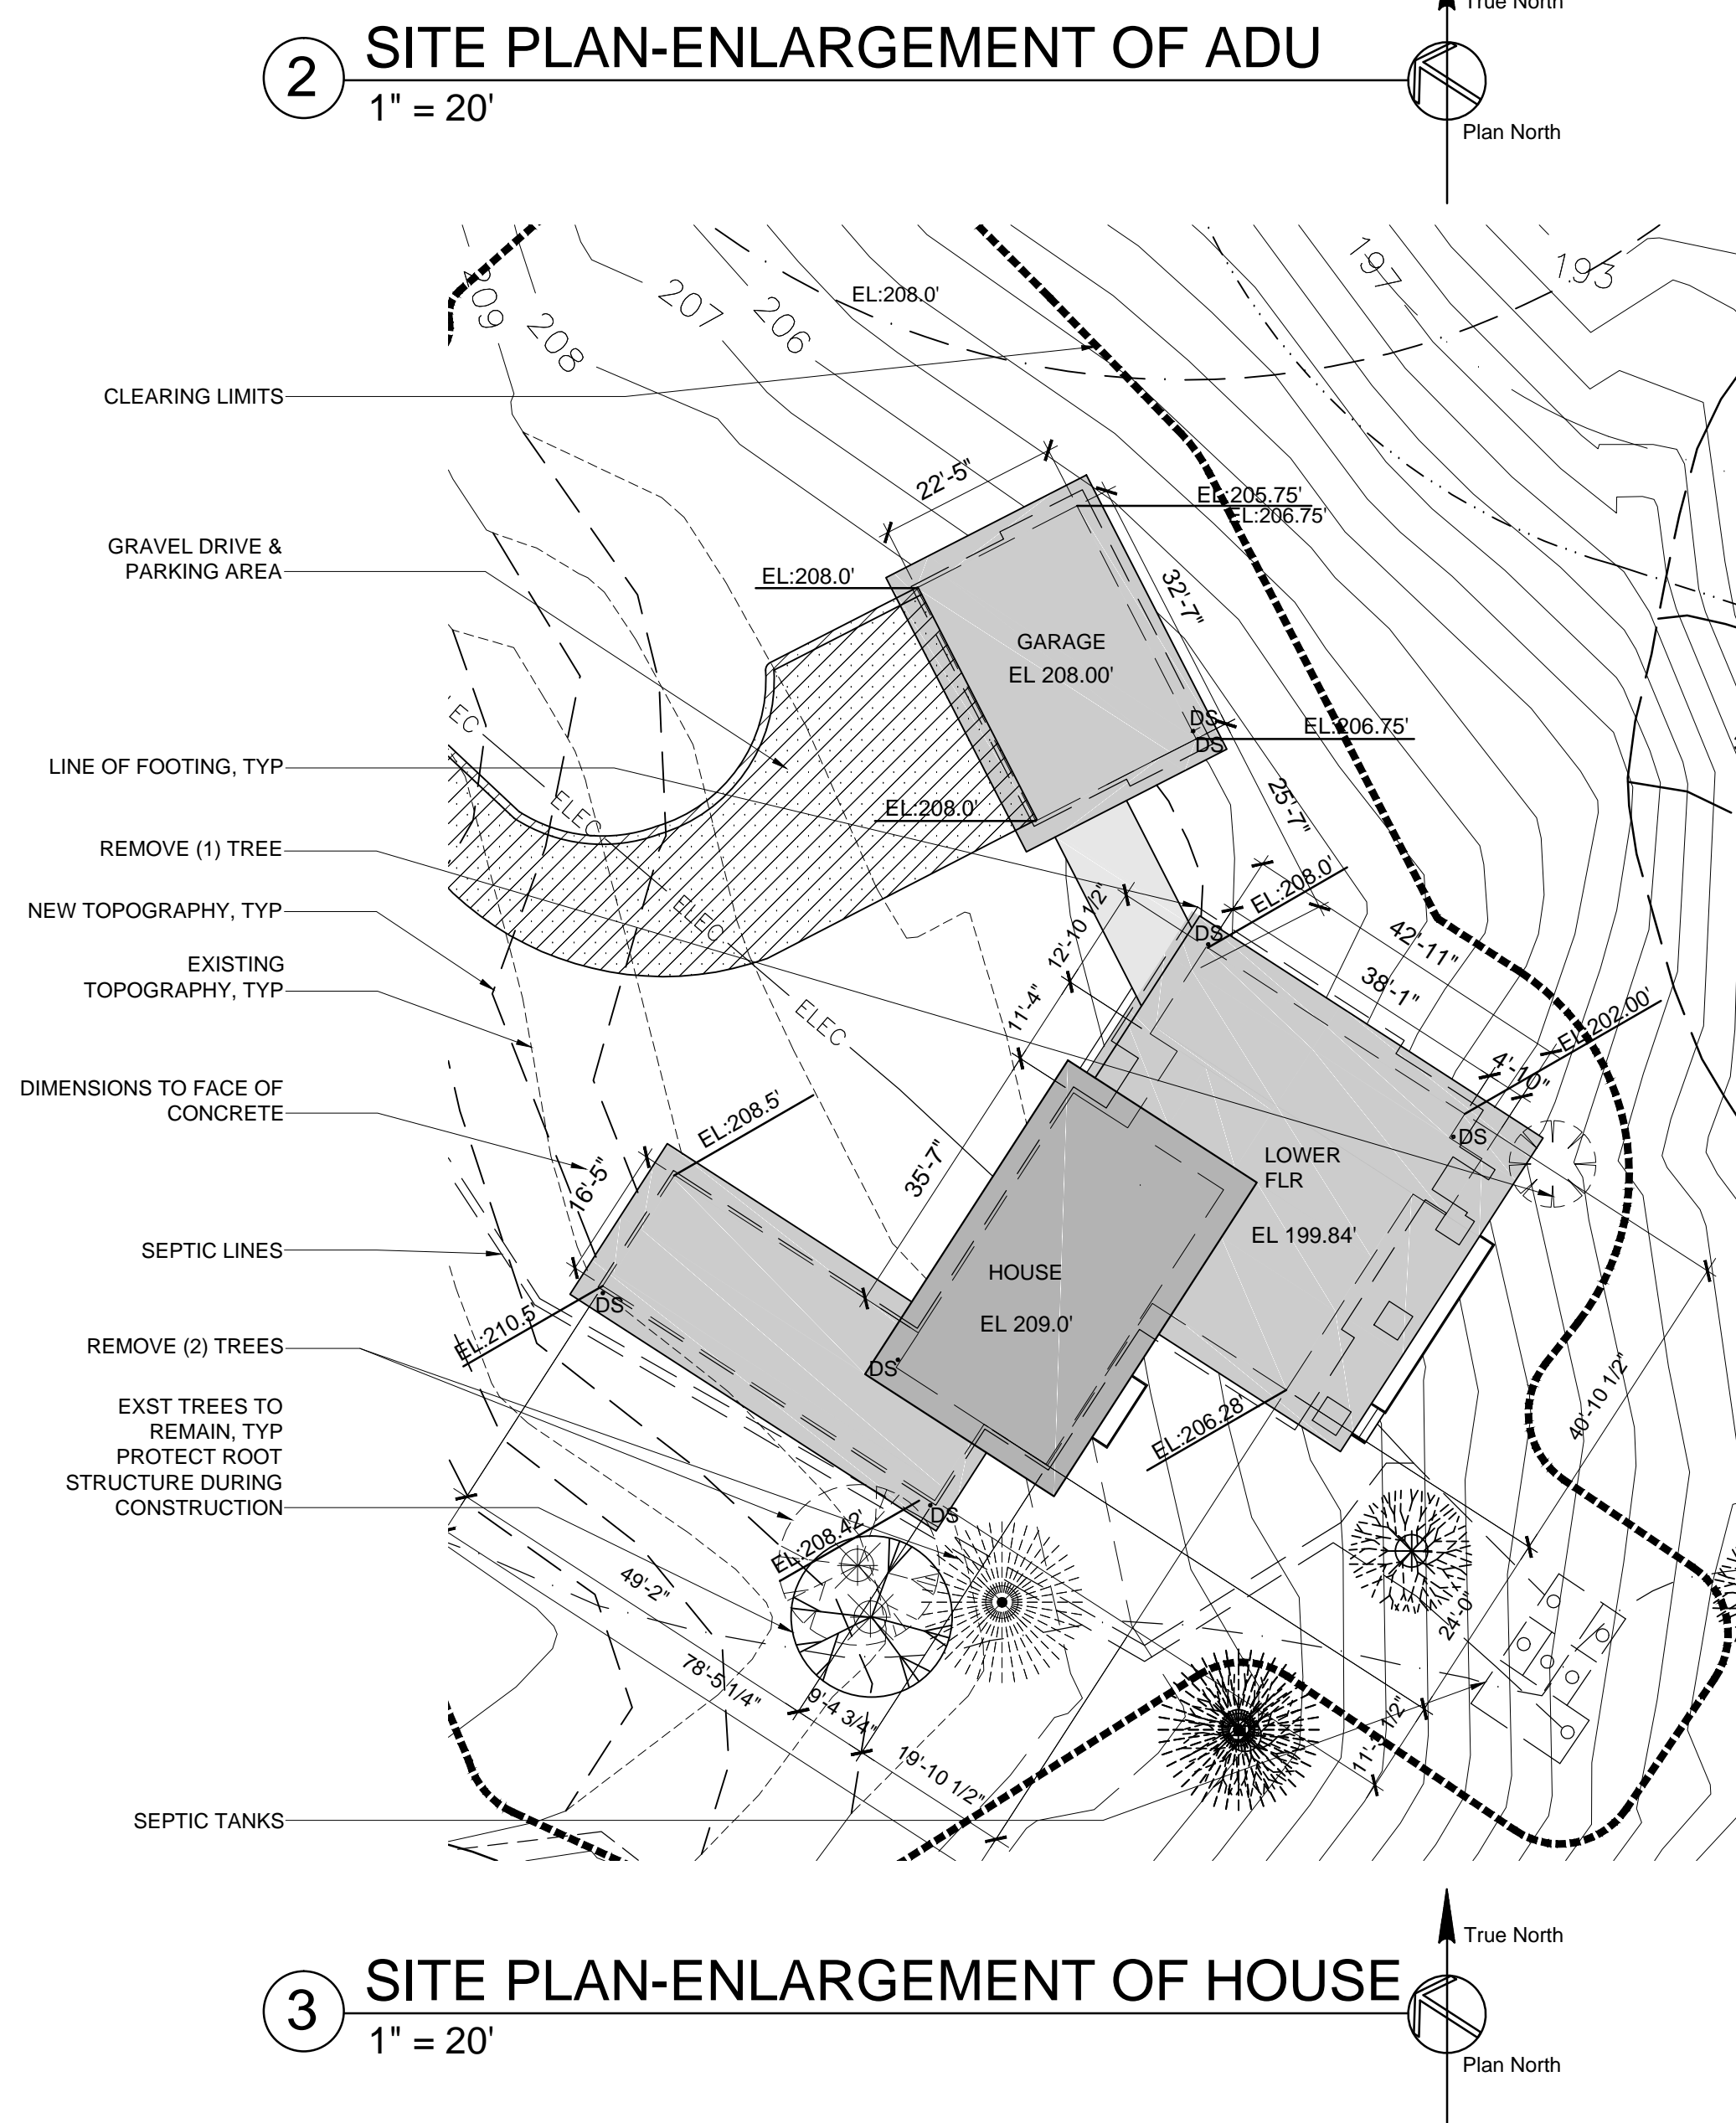 True North
2
SITE PLAN-ENLARGEMENT OF ADU
1" = 20'
Plan North
209
208
207
206
197
193
EL:208.0'
CLEARING LIMITS
22'-5"
EL:205.75'
EL:206.75'
GRAVEL DRIVE &
PARKING AREA
EL:208.0'
32'-7"
GARAGE
EL 208.00'
DS
DS
EL:206.75'
LINE OF FOOTING, TYP
ELEC
EL:208.0'
25'-7"
REMOVE (1) TREE
ELEC
EL:208.0'
NEW TOPOGRAPHY, TYP
12'-10 1/2"
DS
42'-11"
EXISTING
TOPOGRAPHY, TYP
38'-1"
11'-4"
ELEC
EL:202.00'
4'-10"
DIMENSIONS TO FACE OF
CONCRETE
EL:208.5'
DS
16'-5"
35'-7"
LOWER
FLR
EL 199.84'
SEPTIC LINES
HOUSE
EL 209.0'
DS
EL:210.5'
REMOVE (2) TREES
DS
EXST TREES TO
REMAIN, TYP
PROTECT ROOT
STRUCTURE DURING
CONSTRUCTION
EL:206.28'
40'-10 1/2"
DS
EL:208.42'
49'-2"
24'-0"
78'-5 1/4"
9'-4 3/4"
19'-10 1/2"
SEPTIC TANKS
True North
3
SITE PLAN-ENLARGEMENT OF HOUSE
1" = 20'
Plan North